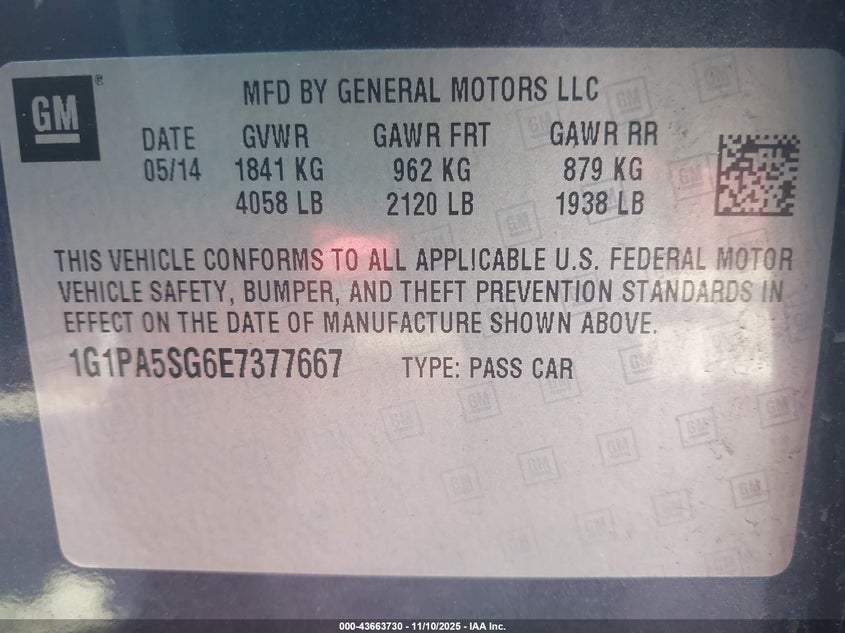 GM®
MFD BY GENERAL MOTORS LLC
DATE GVWR GAWR FRT GAWR RR
05/14 1841 KG 962 KG 879 KG
4058 LB 2120 LB 1938 LB
THIS VEHICLE CONFORMS TO ALL APPLICABLE U.S. FEDERAL MOTOR
VEHICLE SAFETY, BUMPER, AND THEFT PREVENTION STANDARDS IN
EFFECT ON THE DATE OF MANUFACTURE SHOWN ABOVE.
1G1PA5SG6E7377667 TYPE: PASS CAR
000-43663730 - 11/10/2025 - IAA Inc.